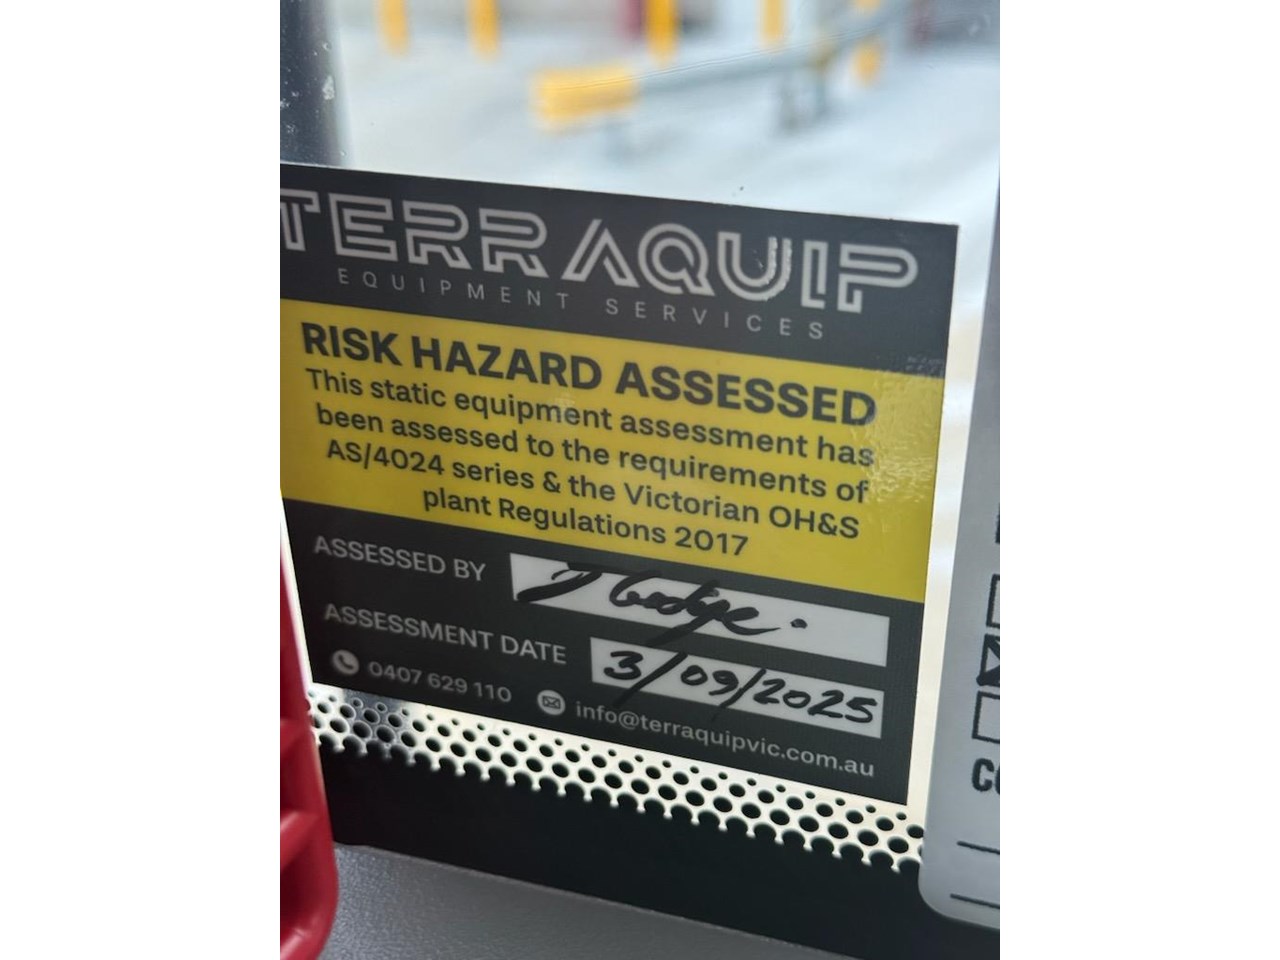 TERRAQUIP
EQUIPMENT SERVICES
RISK HAZARD ASSESSED
This static equipment assessment has
been assessed to the requirements of
AS/4024 series & the Victorian OH&S
plant Regulations 2017
ASSESSED BY J Gedye.
ASSESSMENT DATE 3/09/2025
0407 629 110 info@terraquipvic.com.au